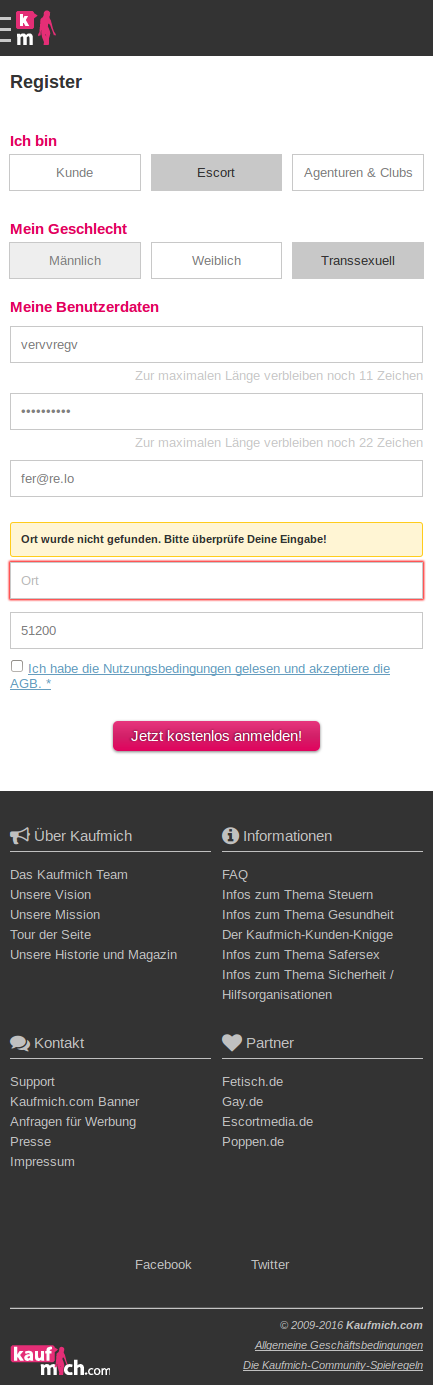 k
m
Register
Ich bin
Kunde Escort Agenturen & Clubs
Mein Geschlecht
Männlich Weiblich Transsexuell
Meine Benutzerdaten
vervvregv
Zur maximalen Länge verbleiben noch 11 Zeichen
••••••••••
Zur maximalen Länge verbleiben noch 22 Zeichen
fer@re.lo
Ort wurde nicht gefunden. Bitte überprüfe Deine Eingabe!
Ort
51200
Ich habe die Nutzungsbedingungen gelesen und akzeptiere die
AGB. *
Jetzt kostenlos anmelden!
Über Kaufmich
Das Kaufmich Team
Unsere Vision
Unsere Mission
Tour der Seite
Unsere Historie und Magazin
Informationen
FAQ
Infos zum Thema Steuern
Infos zum Thema Gesundheit
Der Kaufmich-Kunden-Knigge
Infos zum Thema Safersex
Infos zum Thema Sicherheit /
Hilfsorganisationen
Kontakt
Support
Kaufmich.com Banner
Anfragen für Werbung
Presse
Impressum
Partner
Fetisch.de
Gay.de
Escortmedia.de
Poppen.de
Facebook Twitter
© 2009-2016 Kaufmich.com
Allgemeine Geschäftsbedingungen
Die Kaufmich-Community-Spielregeln
kauf
mich.com